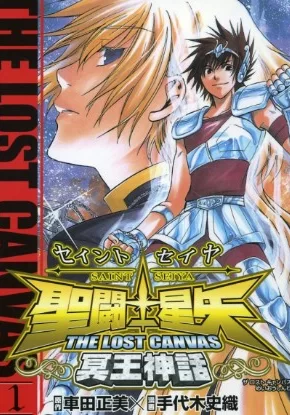 THE LOST CANVAS
1
セイント セイヤ
SAINT SEIYA
聖闘士星矢
THE LOST CANVAS
冥王神話
原作 車田正美 × 漫画 手代木史織